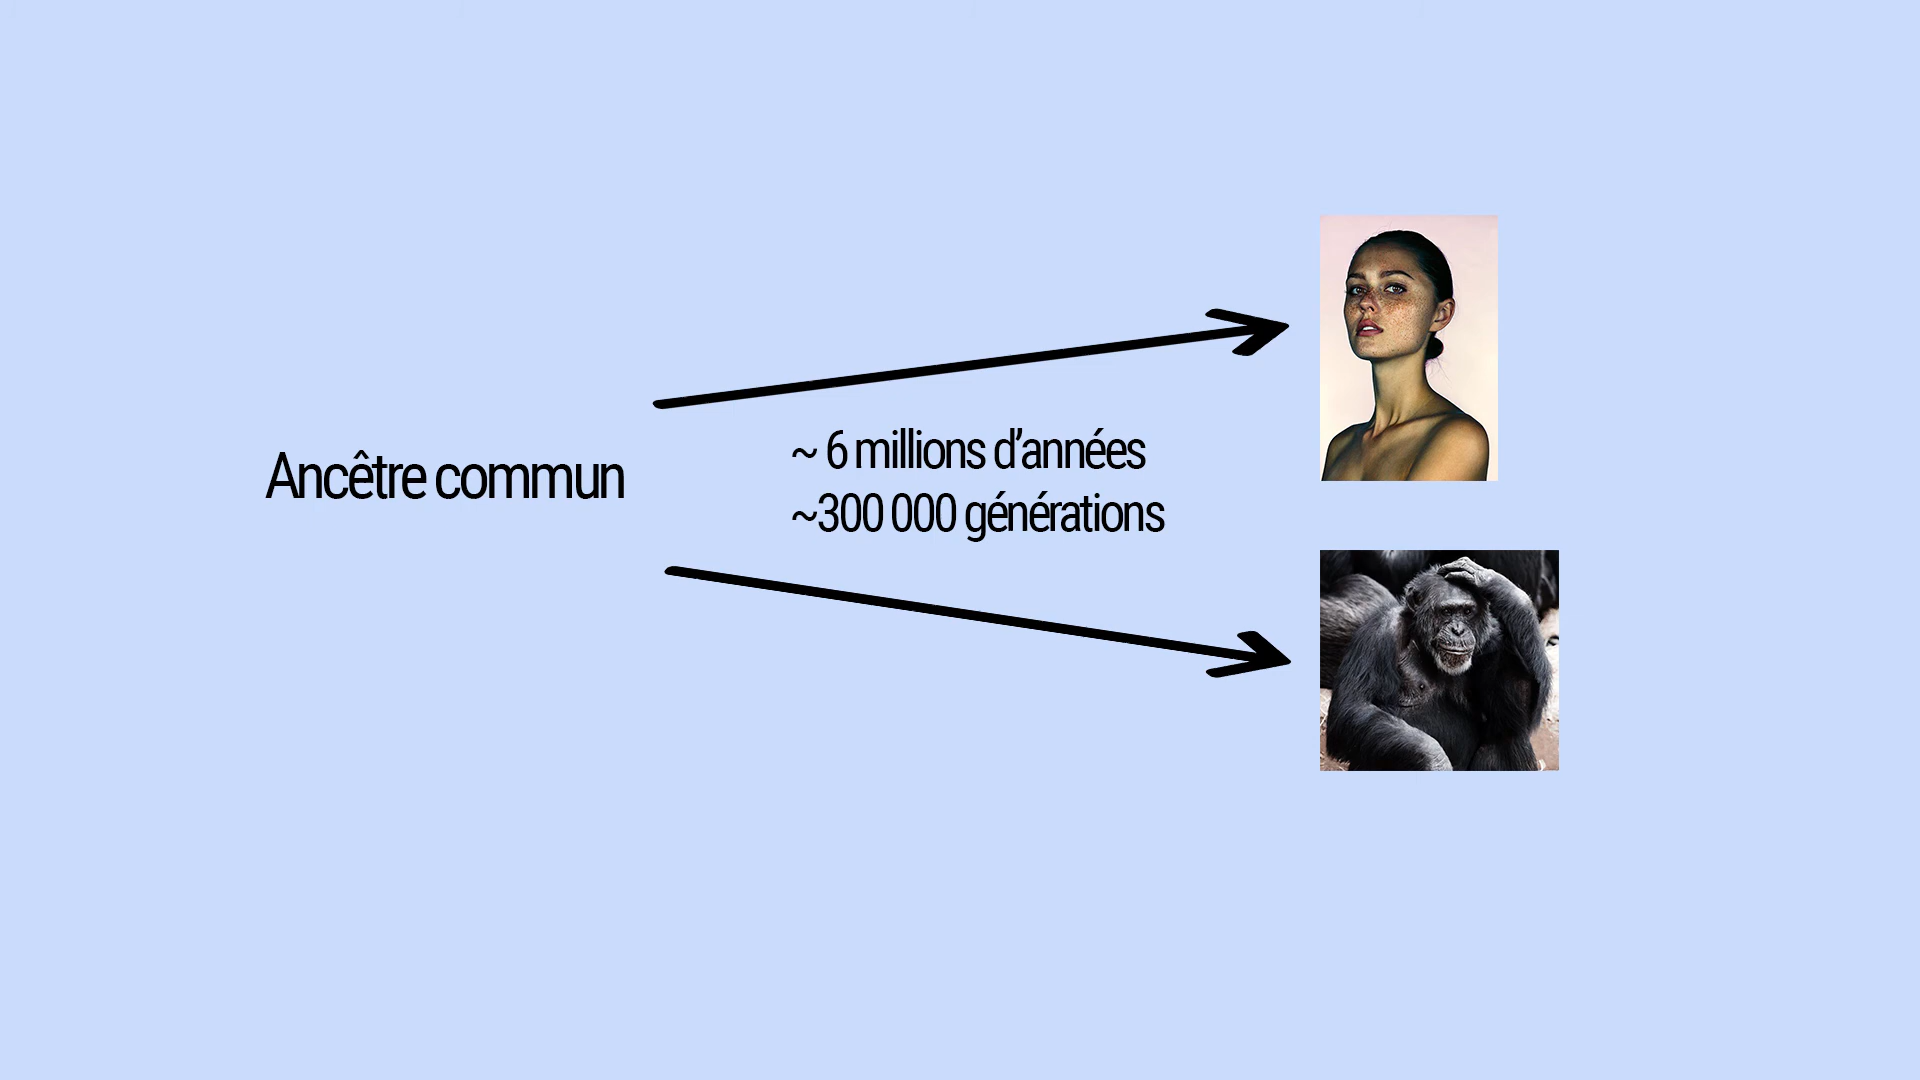 Ancêtre commun
~ 6 millions d’années
~300 000 générations